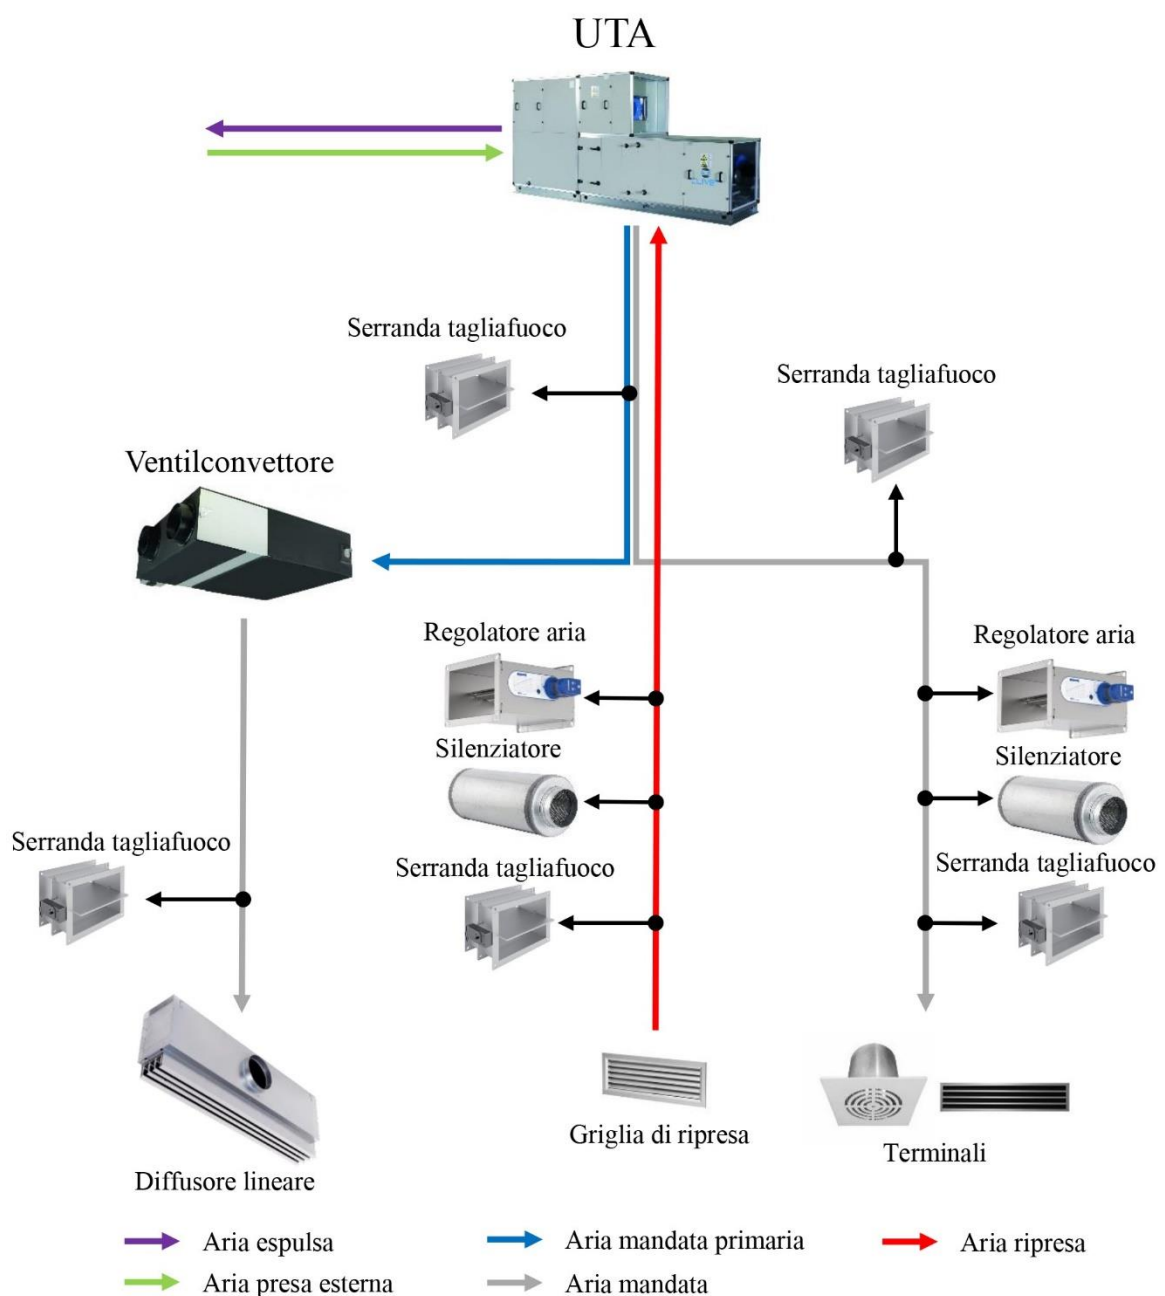 UTA
Serranda tagliafuoco
Serranda tagliafuoco
Ventilconvettore
Regolatore aria
Regolatore aria
Silenziatore
Silenziatore
Serranda tagliafuoco
Serranda tagliafuoco
Serranda tagliafuoco
Griglia di ripresa
Terminali
Diffusore lineare
Aria espulsa
Aria mandata primaria
Aria ripresa
Aria presa esterna
Aria mandata